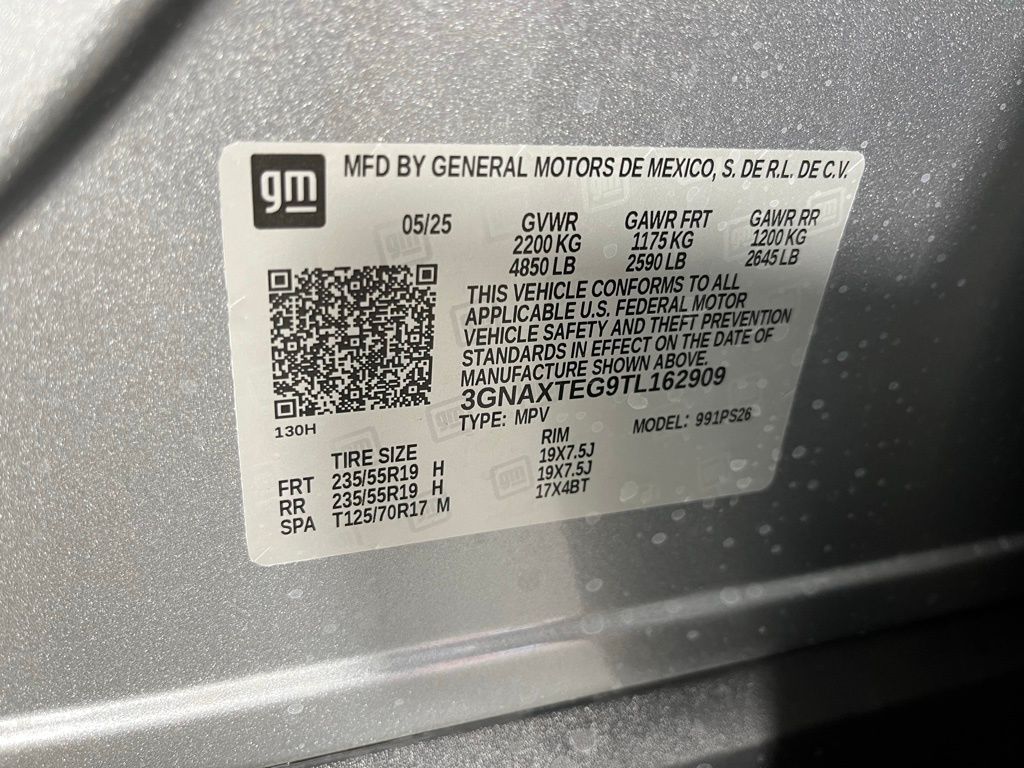 gm
MFD BY GENERAL MOTORS DE MEXICO, S. DE R.L. DE C.V.
05/25 GVWR GAWR FRT GAWR RR
2200 KG 1175 KG 1200 KG
4850 LB 2590 LB 2645 LB
THIS VEHICLE CONFORMS TO ALL
APPLICABLE U.S. FEDERAL MOTOR
VEHICLE SAFETY AND THEFT PREVENTION
STANDARDS IN EFFECT ON THE DATE OF
MANUFACTURE SHOWN ABOVE.
3GNAXTEG9TL162909
130H
TYPE: MPV MODEL: 991PS26
TIRE SIZE RIM
FRT 235/55R19 H 19X7.5J
RR 235/55R19 H 19X7.5J
SPA T125/70R17 M 17X4BT